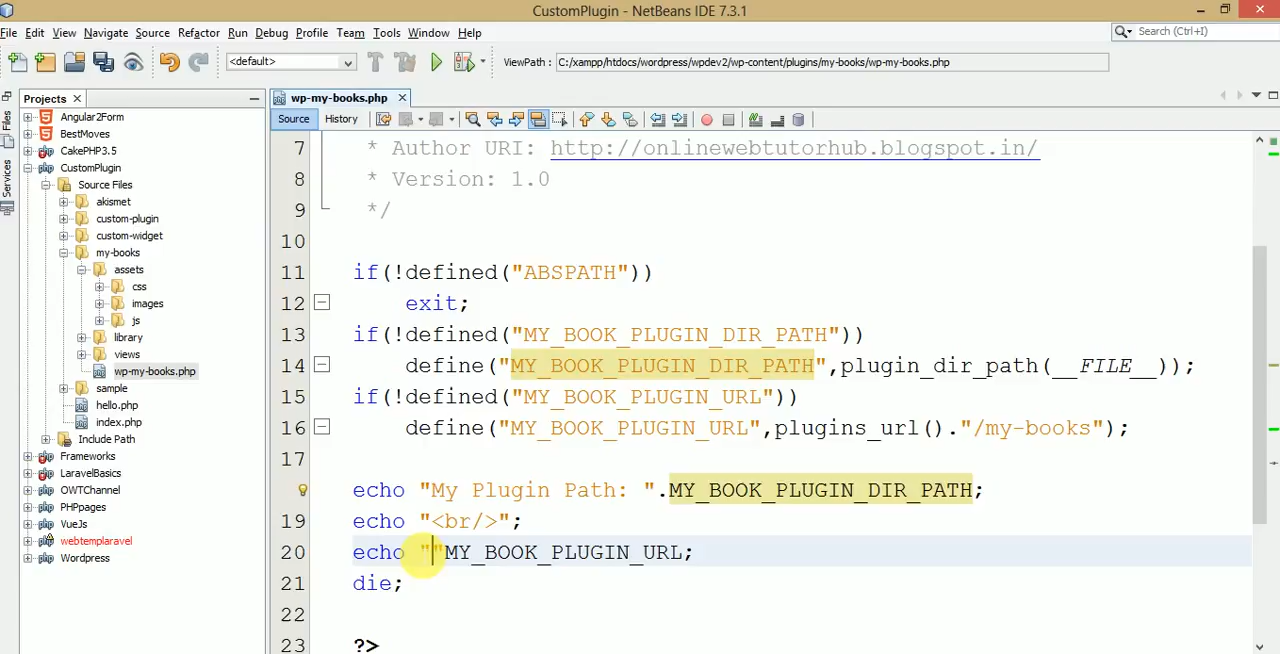 CustomPlugin - NetBeans IDE 7.3.1
File Edit View Navigate Source Refactor Run Debug Profile Team Tools Window Help
Search (Ctrl+I)
<default>
ViewPath : C:/xampp/htdocs/wordpress/wpdev2/wp-content/plugins/my-books/wp-my-books.php
Files
Services
Projects
Angular2Form
BestMoves
CakePHP3.5
CustomPlugin
Source Files
akismet
custom-plugin
custom-widget
my-books
assets
css
images
js
library
views
wp-my-books.php
sample
hello.php
index.php
Include Path
Frameworks
LaravelBasics
OWTChannel
PHPpages
VueJs
webtemplaravel
Wordpress
wp-my-books.php
Source History
7 * Author URI: http://onlinewebtutorhub.blogspot.in/
8 * Version: 1.0
9 */
10
11 if(!defined("ABSPATH"))
12 exit;
13 if(!defined("MY_BOOK_PLUGIN_DIR_PATH"))
14 define("MY_BOOK_PLUGIN_DIR_PATH",plugin_dir_path(__FILE__));
15 if(!defined("MY_BOOK_PLUGIN_URL"))
16 define("MY_BOOK_PLUGIN_URL",plugins_url()."/my-books");
17
echo "My Plugin Path: ".MY_BOOK_PLUGIN_DIR_PATH;
19 echo "<br/>";
20 echo ""MY_BOOK_PLUGIN_URL;
21 die;
22
23 ?>